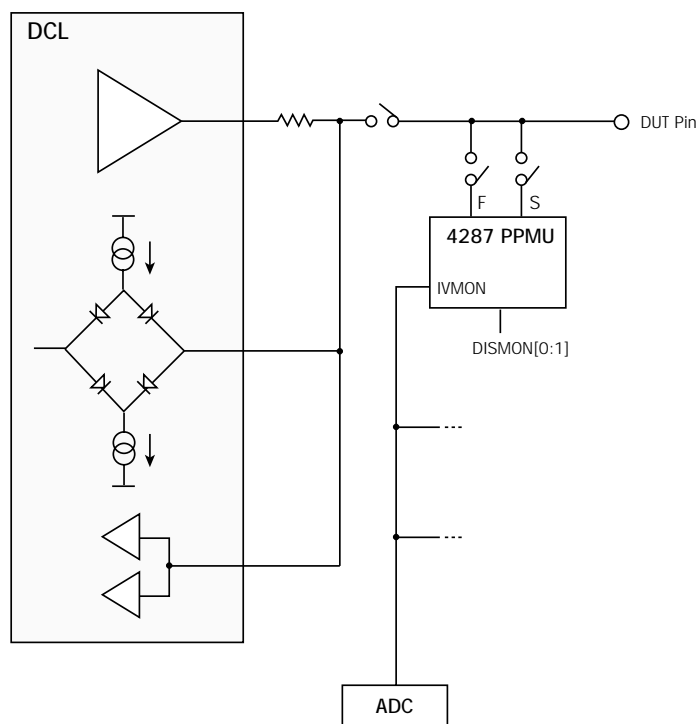 DCL
DUT Pin
F
S
4287 PPMU
IVMON
DISMON[0:1]
ADC